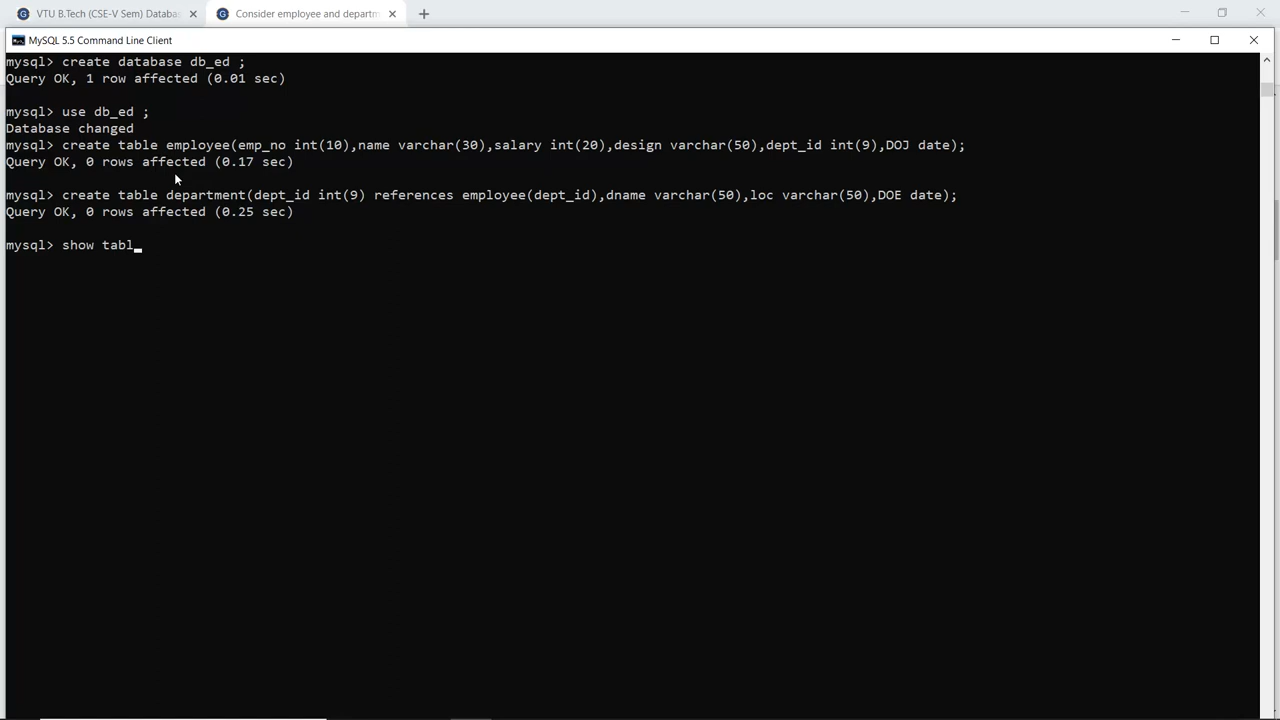 VTU B.Tech (CSE-V Sem) Databa
Consider employee and departm
MySQL 5.5 Command Line Client
mysql> create database db_ed ;
Query OK, 1 row affected (0.01 sec)
mysql> use db_ed ;
Database changed
mysql> create table employee(emp_no int(10),name varchar(30),salary int(20),design varchar(50),dept_id int(9),DOJ date);
Query OK, 0 rows affected (0.17 sec)
mysql> create table department(dept_id int(9) references employee(dept_id),dname varchar(50),loc varchar(50),DOE date);
Query OK, 0 rows affected (0.25 sec)
mysql> show tabl_